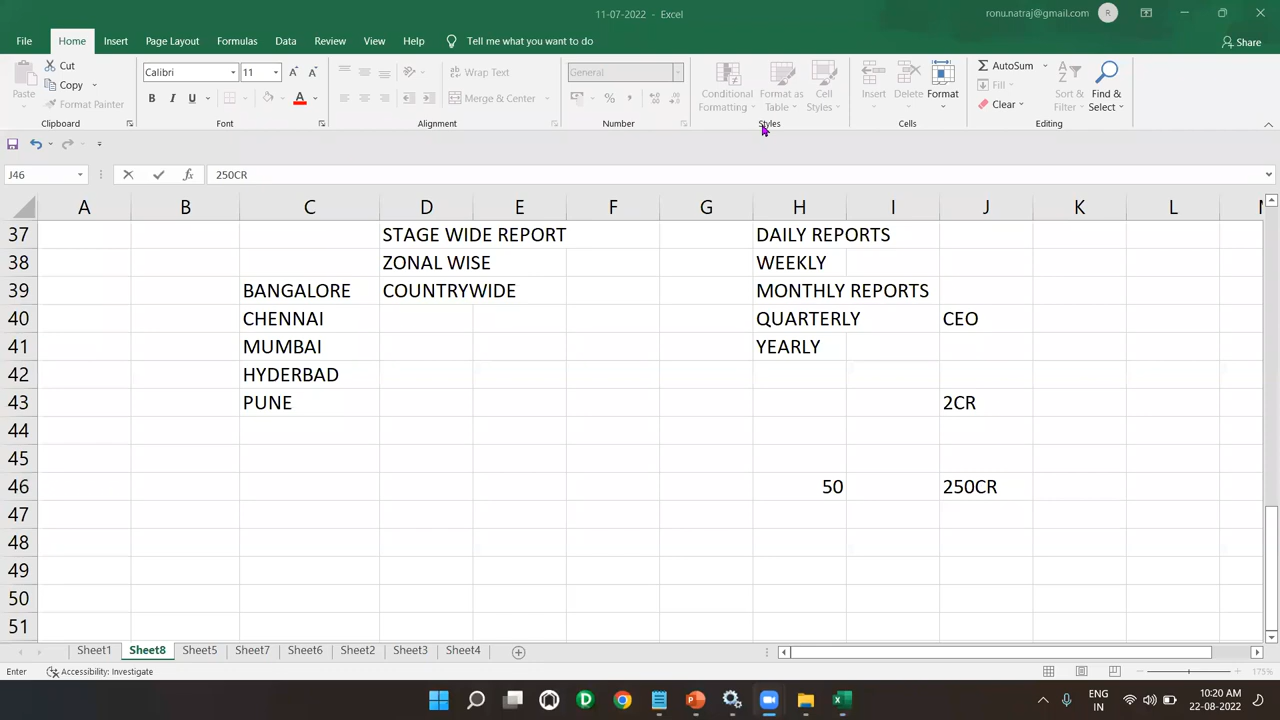 11-07-2022 - Excel
ronu.natraj@gmail.com R
File Home Insert Page Layout Formulas Data Review View Help Tell me what you want to do Share
Paste Cut Copy Format Painter Clipboard
Calibri 11 B I U A A A Font
Wrap Text Merge & Center Alignment
General % , Number
Conditional Formatting Format as Table Cell Styles Styles
Insert Delete Format Cells
AutoSum Fill Clear Sort & Filter Find & Select Editing
J46 fx 250CR
A B C D E F G H I J K L
37 STAGE WIDE REPORT DAILY REPORTS
38 ZONAL WISE WEEKLY
39 BANGALORE COUNTRYWIDE MONTHLY REPORTS
40 CHENNAI QUARTERLY CEO
41 MUMBAI YEARLY
42 HYDERBAD
43 PUNE 2CR
44
45
46 50 250CR
47
48
49
50
51
Sheet1 Sheet8 Sheet5 Sheet7 Sheet6 Sheet2 Sheet3 Sheet4
Enter Accessibility: Investigate 175%
ENG IN 10:20 AM 22-08-2022